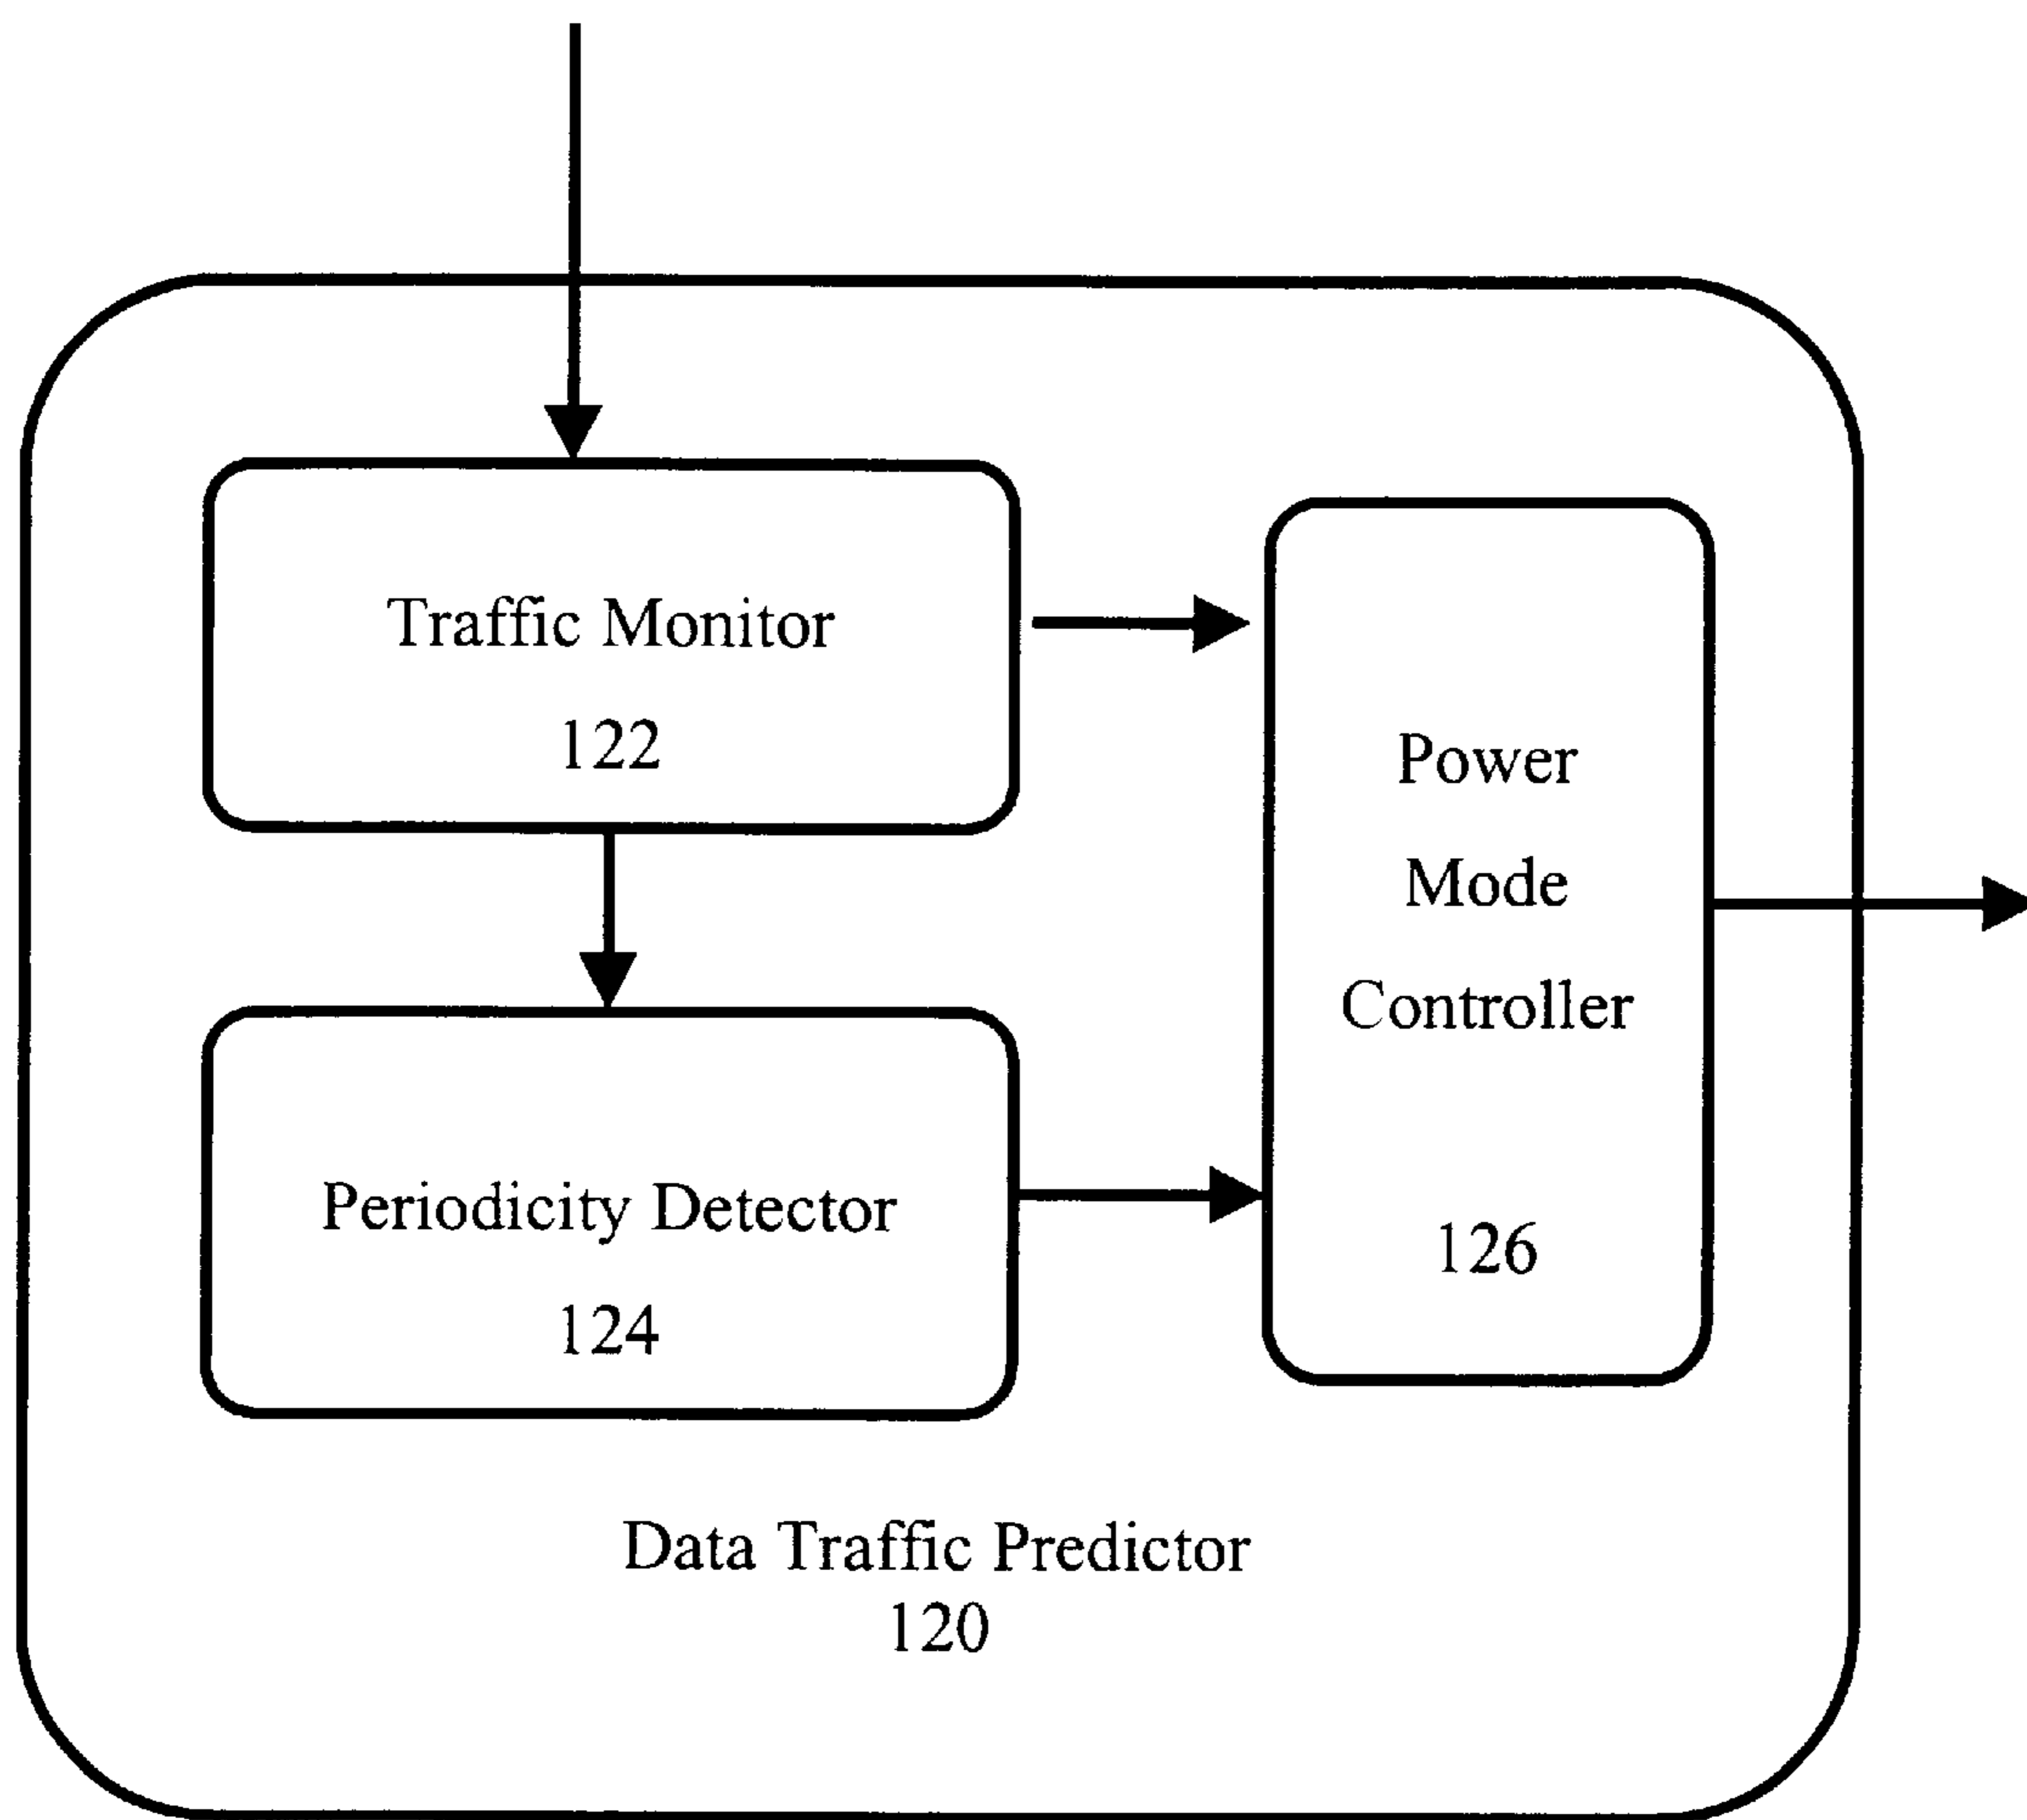 Traffic Monitor
122
Power
Mode
Controller
126
Periodicity Detector
124
Data Traffic Predictor
120